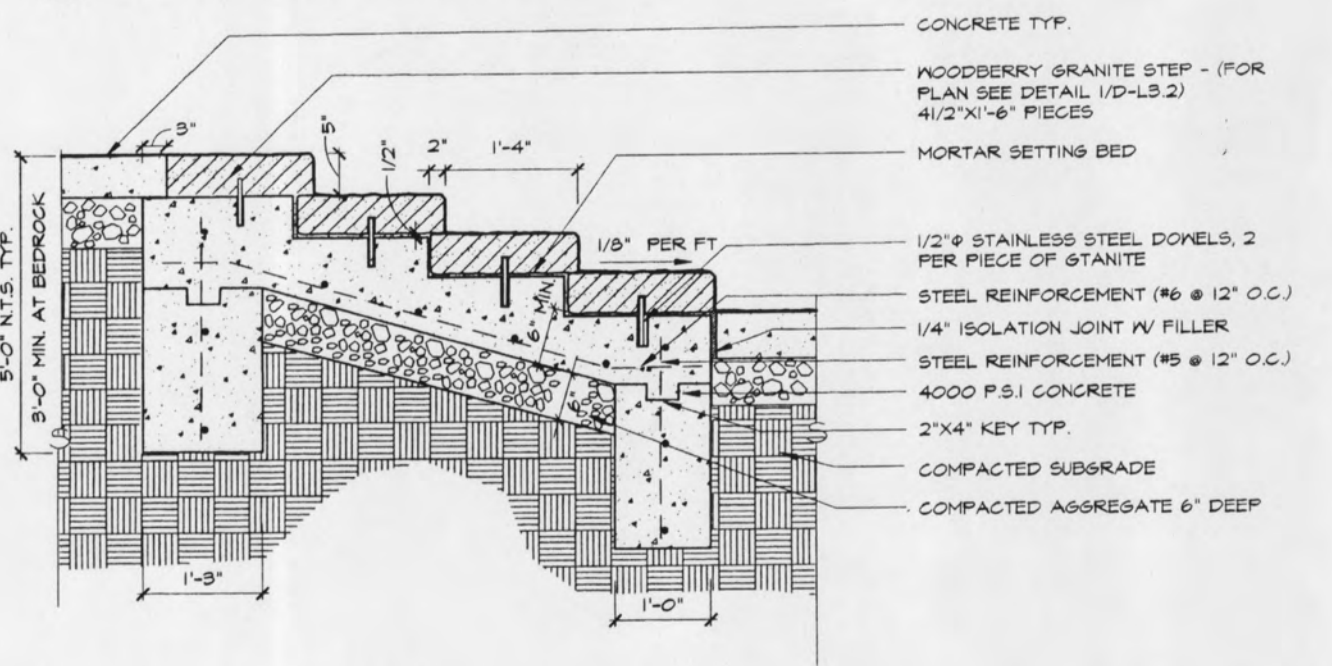 CONCRETE TYP.
WOODBERRY GRANITE STEP - (FOR
PLAN SEE DETAIL 1/D-L3.2)
41/2"X1'-6" PIECES
MORTAR SETTING BED
1/2"Φ STAINLESS STEEL DOWELS, 2
PER PIECE OF GTANITE
STEEL REINFORCEMENT (#6 @ 12" O.C.)
1/4" ISOLATION JOINT W/ FILLER
STEEL REINFORCEMENT (#5 @ 12" O.C.)
4000 P.S.I CONCRETE
2"X4" KEY TYP.
COMPACTED SUBGRADE
COMPACTED AGGREGATE 6" DEEP
3"
5"
1/2"
2"
1'-4"
1/8" PER FT
6" MIN.
6"
5'-0" N.T.S. TYP.
3'-0" MIN. AT BEDROCK
1'-3"
1'-0"